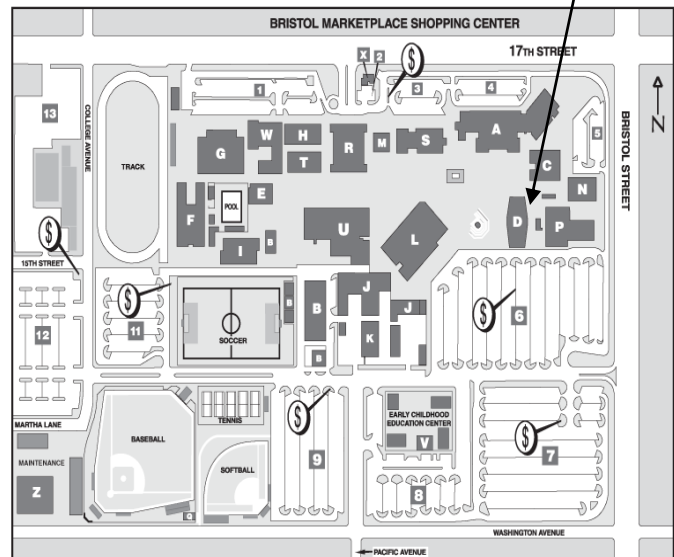 BRISTOL MARKETPLACE SHOPPING CENTER
17TH STREET
X 2
$
1
3
4
13
COLLEGE AVENUE
TRACK
W H
G
T
R
M
S
A
5
BRISTOL STREET
N
C
N
F
POOL
E
I
B
U
L
D
P
$
15TH STREET
$
11
SOCCER
B
B
J
J
$
6
12
K
B
MARTHA LANE
BASEBALL
TENNIS
$
9
EARLY CHILDHOOD
EDUCATION CENTER
V
$
7
MAINTENANCE
Z
SOFTBALL
Q
8
WASHINGTON AVENUE
PACIFIC AVENUE